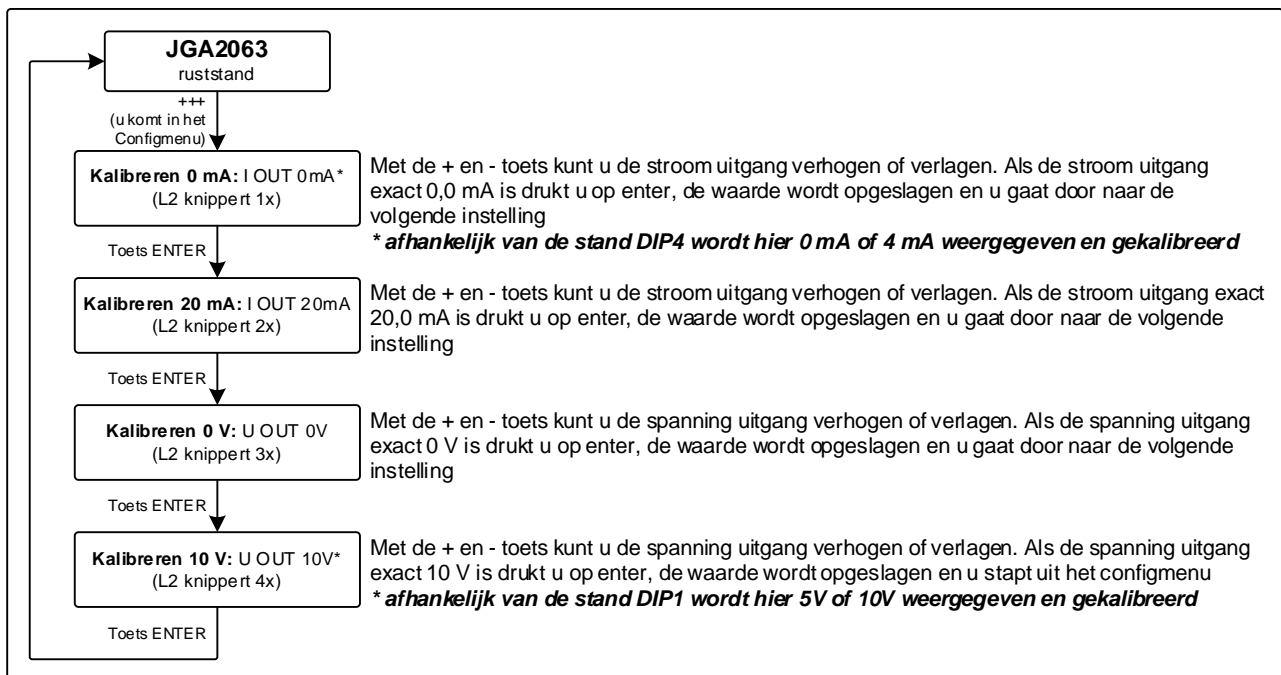 JGA2063
ruststand
+++
(u komt in het
Configmenu)
Kalibreren 0 mA: I OUT 0mA*
(L2 knippert 1x)
Met de + en - toets kunt u de stroom uitgang verhogen of verlagen. Als de stroom uitgang
exact 0,0 mA is drukt u op enter, de waarde wordt opgeslagen en u gaat door naar de
volgende instelling
* afhankelijk van de stand DIP4 wordt hier 0 mA of 4 mA weergegeven en gekalibreerd
Toets ENTER
Kalibreren 20 mA: I OUT 20mA
(L2 knippert 2x)
Met de + en - toets kunt u de stroom uitgang verhogen of verlagen. Als de stroom uitgang exact
20,0 mA is drukt u op enter, de waarde wordt opgeslagen en u gaat door naar de volgende
instelling
Toets ENTER
Kalibreren 0 V: U OUT 0V
(L2 knippert 3x)
Met de + en - toets kunt u de spanning uitgang verhogen of verlagen. Als de spanning uitgang
exact 0 V is drukt u op enter, de waarde wordt opgeslagen en u gaat door naar de volgende
instelling
Toets ENTER
Kalibreren 10 V: U OUT 10V*
(L2 knippert 4x)
Met de + en - toets kunt u de spanning uitgang verhogen of verlagen. Als de spanning uitgang
exact 10 V is drukt u op enter, de waarde wordt opgeslagen en u stapt uit het configmenu
* afhankelijk van de stand DIP1 wordt hier 5V of 10V weergegeven en gekalibreerd
Toets ENTER